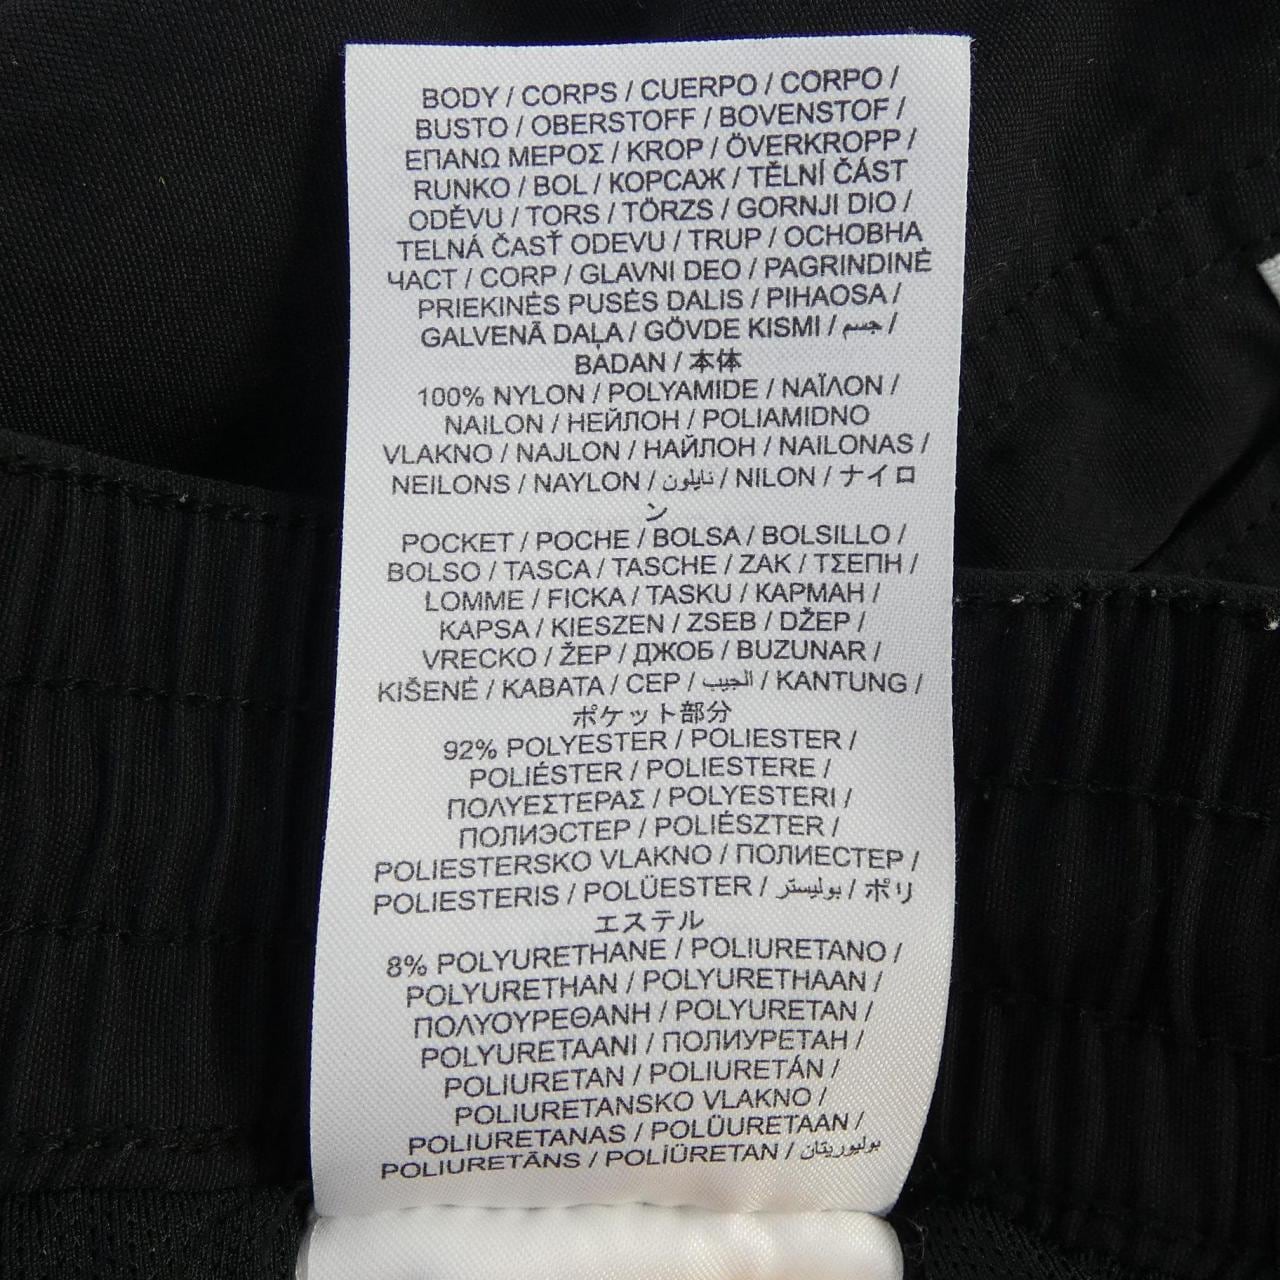 BODY / CORPS / CUERPO / CORPO /
BUSTO / OBERSTOFF / BOVENSTOF /
ΕΠΑΝΩ ΜΕΡΟΣ / KROP / ÖVERKROPP /
RUNKO / BOL / КОРСАЖ / TĚLNÍ ČÁST
ODĚVU / TORS / TÖRZS / GORNJI DIO /
TELNÁ ČASŤ ODEVU / TRUP / ОСНОВНА
ЧАСТ / CORP / GLAVNI DEO / PAGRINDINĖ
PRIEKINĖS PUSĖS DALIS / PIHAOSA /
GALVENĀ DAĻA / GÖVDE KISMI / جسم /
BADAN / 本体
100% NYLON / POLYAMIDE / ΝΑΪΛΟΝ /
NAILON / НЕЙЛОН / POLIAMIDNO
VLAKNO / NAJLON / НАЙЛОН / NAILONAS /
NEILONS / NAYLON / نايلون / NILON / ナイロ
ン
POCKET / POCHE / BOLSA / BOLSILLO /
BOLSO / TASCA / TASCHE / ZAK / ΤΣΕΠΗ /
LOMME / FICKA / TASKU / КАРМАН /
KAPSA / KIESZEN / ZSEB / DŽEP /
VRECKO / ŽEP / ДЖОБ / BUZUNAR /
KIŠENĖ / KABATA / CEP / الجيب / KANTUNG /
ポケット部分
92% POLYESTER / POLIESTER /
POLIÉSTER / POLIESTERE /
ΠΟΛΥΕΣΤΕΡΑΣ / POLYESTERI /
ПОЛИЭСТЕР / POLIÉSZTER /
POLIESTERSKO VLAKNO / ПОЛИЕСТЕР /
POLIESTERIS / POLÜESTER / بوليستر / ポリ
エステル
8% POLYURETHANE / POLIURETANO /
POLYURETHAN / POLYURETHAAN /
ΠΟΛΥΟΥΡΕΘΑΝΗ / POLYURETAN /
POLYURETAANI / ПОЛИУРЕТАН /
POLIURETAN / POLIURETÁN /
POLIURETANSKO VLAKNO /
POLIURETANAS / POLÜURETAAN /
POLIURETĀNS / POLİÜRETAN / بوليوريتان